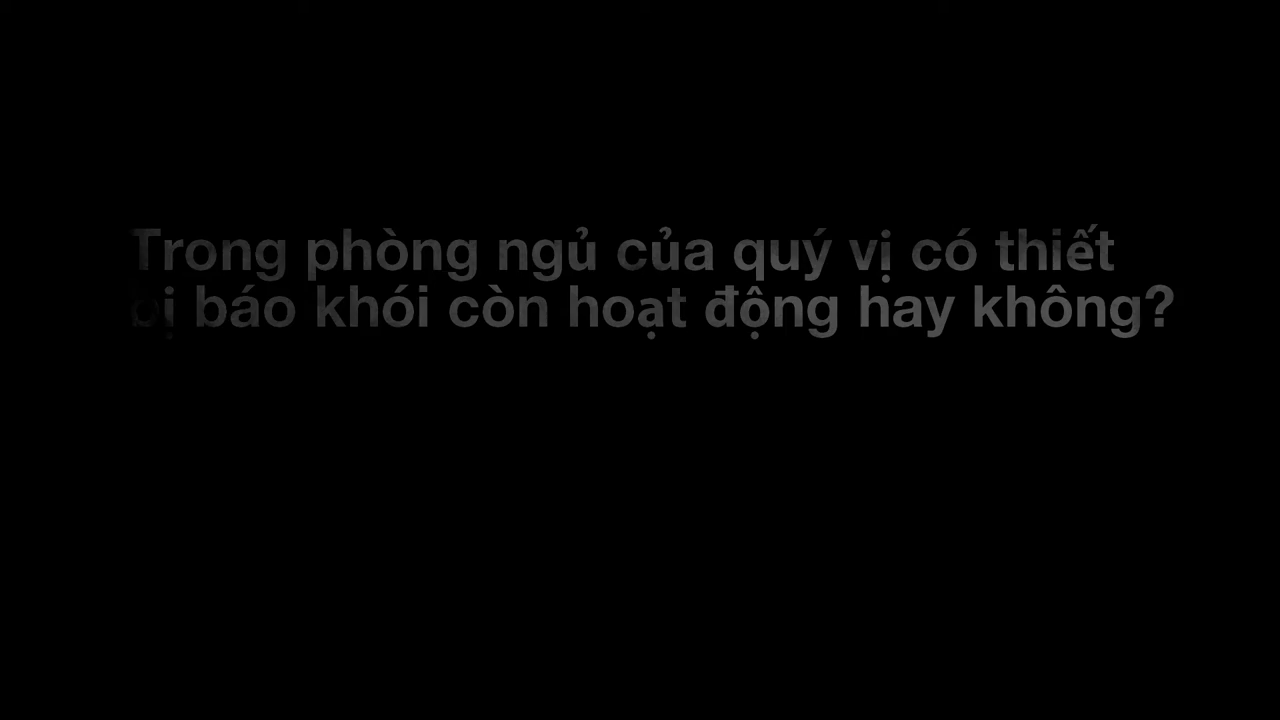 Trong phòng ngủ của quý vị có thiết
bị báo khói còn hoạt động hay không?